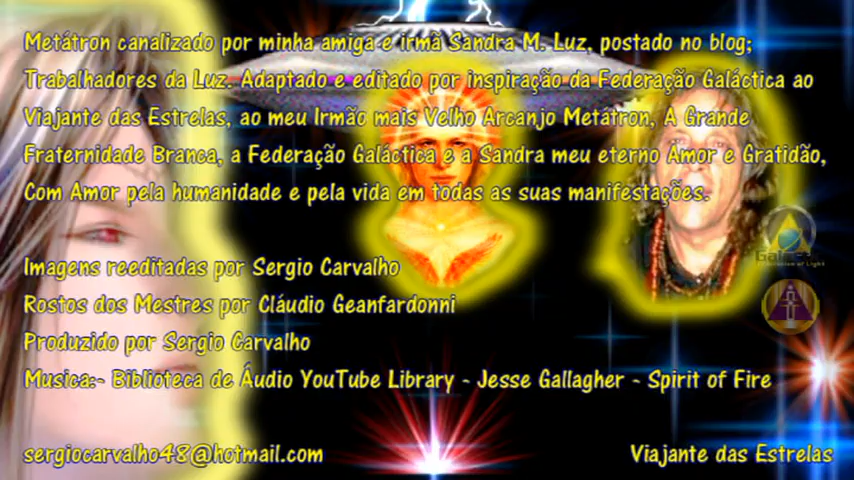 Metátron canalizado por minha amiga e irmã Sandra M. Luz, postado no blog;
Trabalhadores da Luz. Adaptado e editado por inspiração da Federação Galáctica ao
Viajante das Estrelas, ao meu Irmão mais Velho Arcanjo Metátron, A Grande
Fraternidade Branca, a Federação Galáctica e a Sandra meu eterno Amor e Gratidão,
Com Amor pela humanidade e pela vida em todas as suas manifestações.
Imagens reeditadas por Sergio Carvalho
Rostos dos Mestres por Cláudio Geanfardonni
Produzido por Sergio Carvalho
Musica:- Biblioteca de Áudio YouTube Library - Jesse Gallagher - Spirit of Fire
sergiocarvalho48@hotmail.com
Viajante das Estrelas